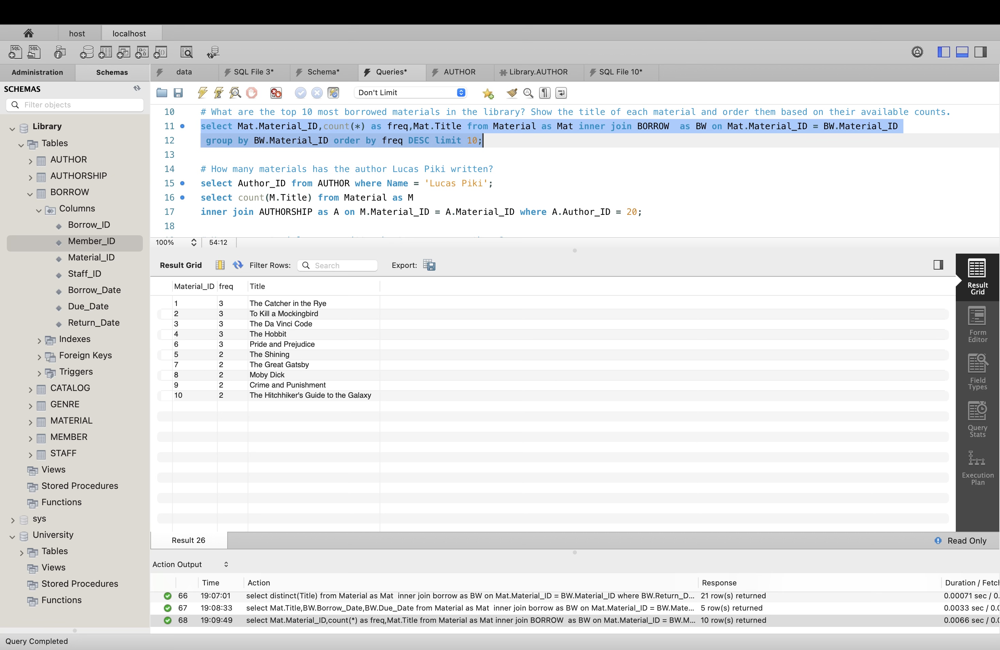 host localhost
SQL SQL
Administration Schemas data SQL File 3* Schema* Queries* AUTHOR Library.AUTHOR SQL File 10*
SCHEMAS
Filter objects
Library
Tables
AUTHOR
AUTHORSHIP
BORROW
Columns
Borrow_ID
Member_ID
Material_ID
Staff_ID
Borrow_Date
Due_Date
Return_Date
Indexes
Foreign Keys
Triggers
CATALOG
GENRE
MATERIAL
MEMBER
STAFF
Views
Stored Procedures
Functions
sys
University
Tables
Views
Stored Procedures
Functions
Don't Limit
10 # What are the top 10 most borrowed materials in the library? Show the title of each material and order them based on their available counts.
11 select Mat.Material_ID,count(*) as freq,Mat.Title from Material as Mat inner join BORROW  as BW on Mat.Material_ID = BW.Material_ID
12 group by BW.Material_ID order by freq DESC limit 10;
13
14 # How many materials has the author Lucas Piki written?
15 select Author_ID from AUTHOR where Name = 'Lucas Piki';
16 select count(M.Title) from Material as M
17 inner join AUTHORSHIP as A on M.Material_ID = A.Material_ID where A.Author_ID = 20;
18
100% 54:12
Result Grid Filter Rows: Search Export:
Material_ID freq Title
1 3 The Catcher in the Rye
2 3 To Kill a Mockingbird
3 3 The Da Vinci Code
4 3 The Hobbit
6 3 Pride and Prejudice
5 2 The Shining
7 2 The Great Gatsby
8 2 Moby Dick
9 2 Crime and Punishment
10 2 The Hitchhiker's Guide to the Galaxy
Result
Grid
Form
Editor
Field
Types
Query
Stats
Execution
Plan
Result 26 Read Only
Action Output
Time Action Response Duration / Fetc
66 19:07:01 select distinct(Title) from Material as Mat  inner join borrow as BW on Mat.Material_ID = BW.Material_ID where BW.Return_D... 21 row(s) returned 0.00071 sec / 0.
67 19:08:33 select Mat.Title,BW.Borrow_Date,BW.Due_Date from Material as Mat  inner join borrow as BW on Mat.Material_ID = BW.Mate... 5 row(s) returned 0.0033 sec / 0.0
68 19:09:49 select Mat.Material_ID,count(*) as freq,Mat.Title from Material as Mat inner join BORROW  as BW on Mat.Material_ID = BW.M... 10 row(s) returned 0.0066 sec / 0.0
Query Completed